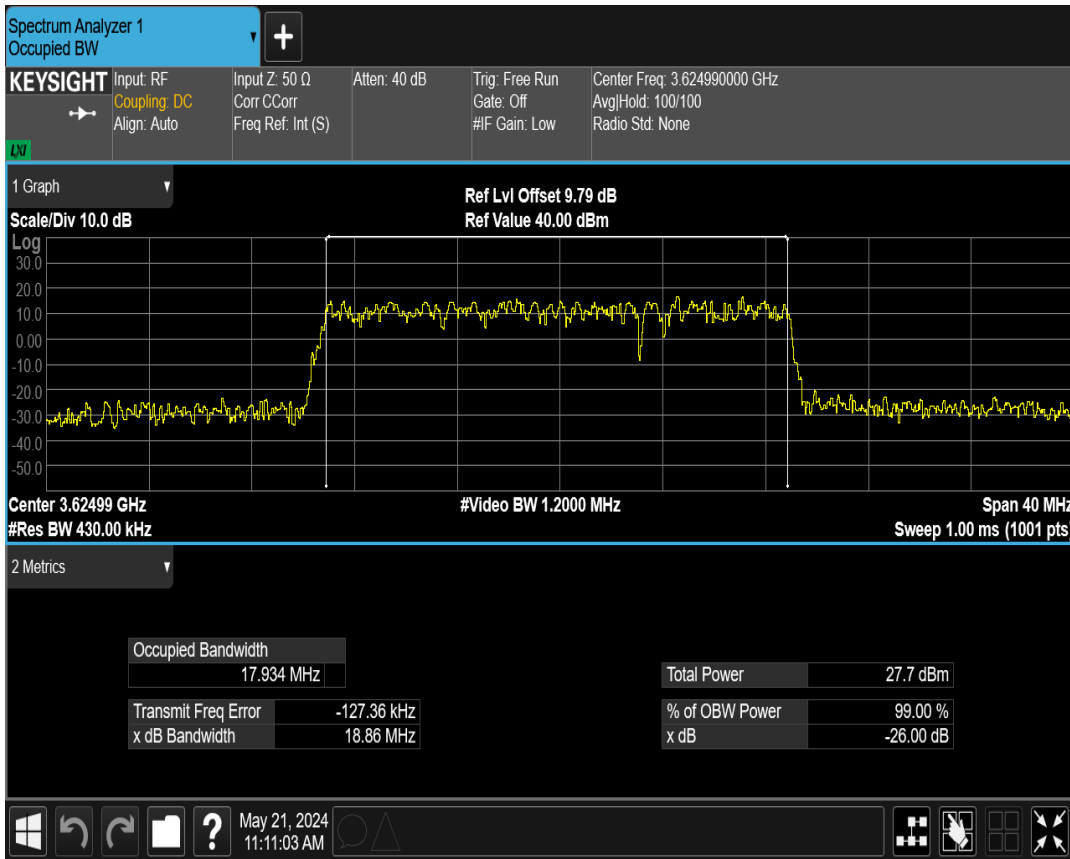 Spectrum Analyzer 1
Occupied BW
KEYSIGHT
LXI
Input: RF
Coupling: DC
Align: Auto
Input Z: 50 Ω
Corr CCorr
Freq Ref: Int (S)
Atten: 40 dB
Trig: Free Run
Gate: Off
#IF Gain: Low
Center Freq: 3.624990000 GHz
Avg|Hold: 100/100
Radio Std: None
1 Graph
Scale/Div 10.0 dB
Ref Lvl Offset 9.79 dB
Ref Value 40.00 dBm
Log
30.0
20.0
10.0
0.00
-10.0
-20.0
-30.0
-40.0
-50.0
Center 3.62499 GHz
#Video BW 1.2000 MHz
Span 40 MHz
#Res BW 430.00 kHz
Sweep 1.00 ms (1001 pts)
2 Metrics
Occupied Bandwidth
17.934 MHz
Total Power 27.7 dBm
Transmit Freq Error -127.36 kHz
% of OBW Power 99.00 %
x dB Bandwidth 18.86 MHz
x dB -26.00 dB
?
May 21, 2024
11:11:03 AM